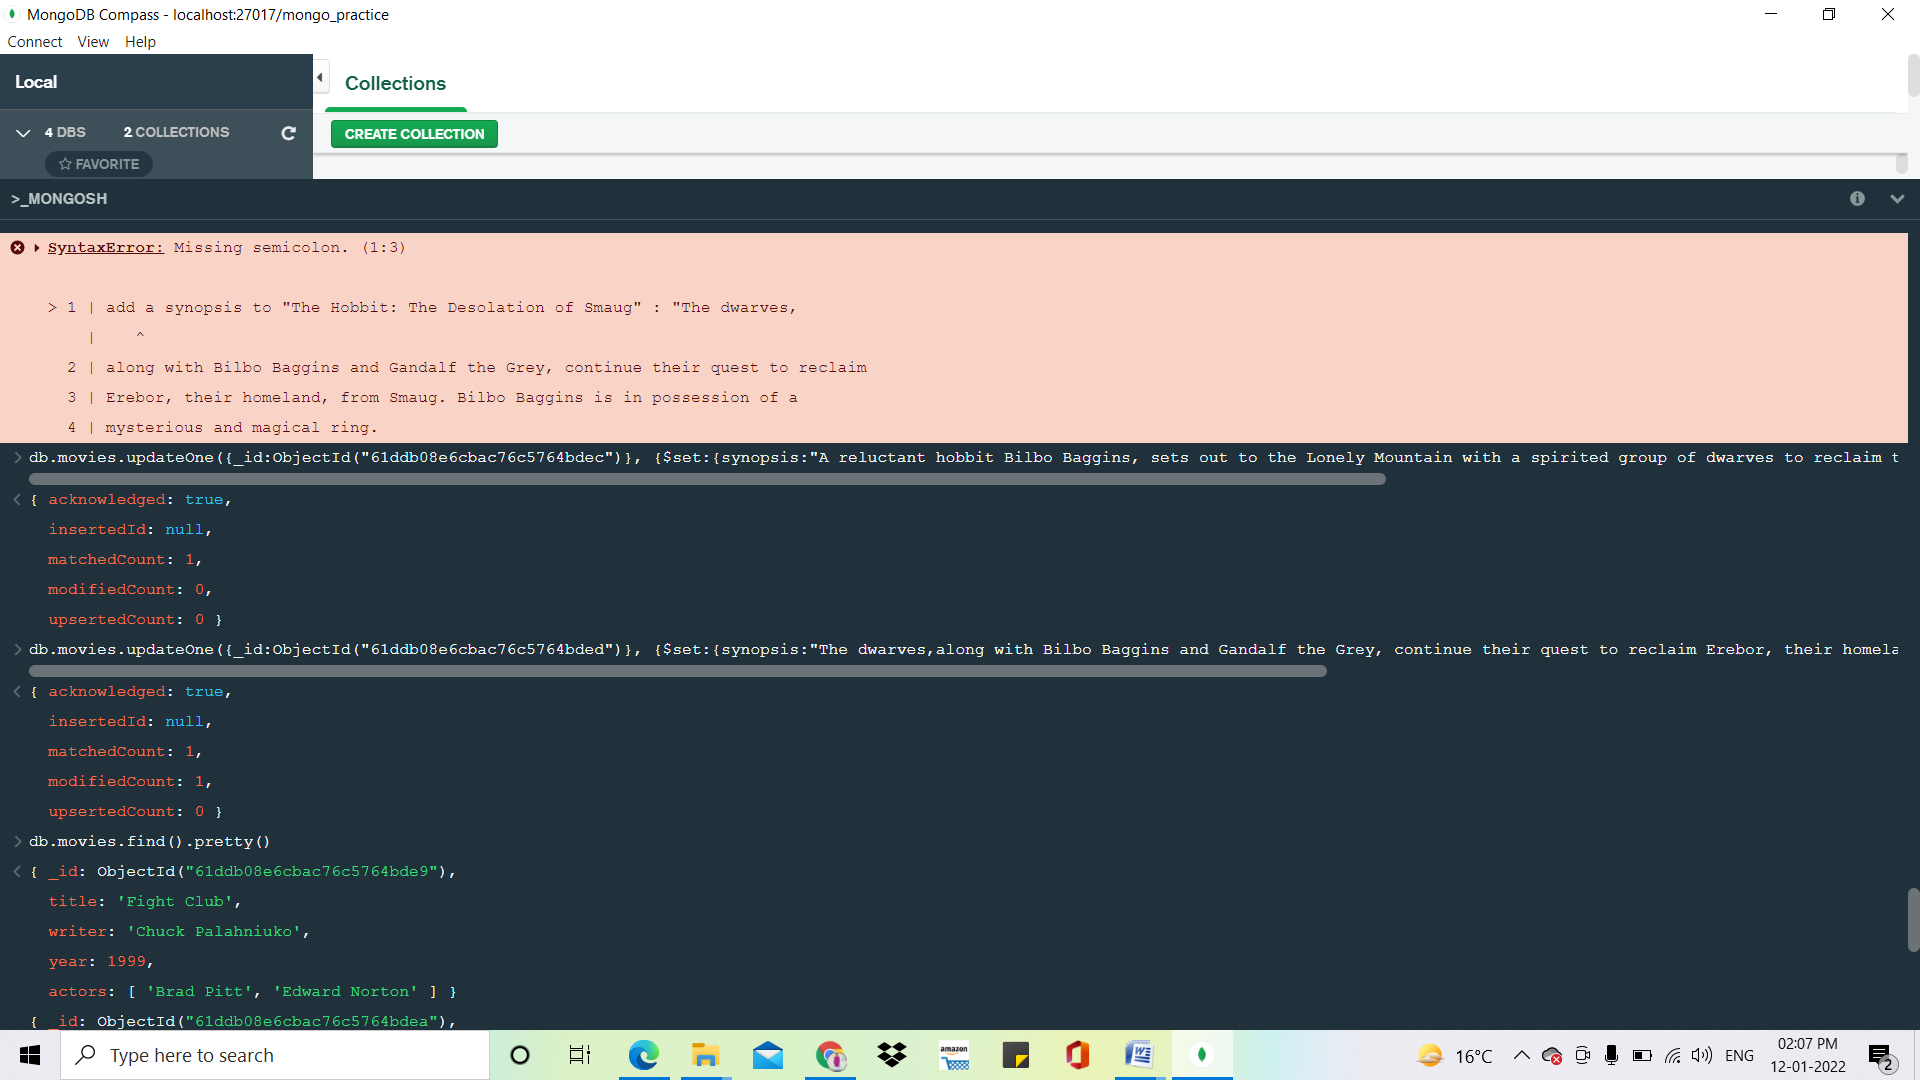 MongoDB Compass - localhost:27017/mongo_practice
Connect View Help
Local
Collections
4 DBS 2 COLLECTIONS
CREATE COLLECTION
FAVORITE
>_MONGOSH
SyntaxError: Missing semicolon. (1:3)
> 1 | add a synopsis to "The Hobbit: The Desolation of Smaug" : "The dwarves,
| ^
2 | along with Bilbo Baggins and Gandalf the Grey, continue their quest to reclaim
3 | Erebor, their homeland, from Smaug. Bilbo Baggins is in possession of a
4 | mysterious and magical ring.
> db.movies.updateOne({_id:ObjectId("61ddb08e6cbac76c5764bdec")}, {$set:{synopsis:"A reluctant hobbit Bilbo Baggins, sets out to the Lonely Mountain with a spirited group of dwarves to reclaim t
< { acknowledged: true,
insertedId: null,
matchedCount: 1,
modifiedCount: 0,
upsertedCount: 0 }
> db.movies.updateOne({_id:ObjectId("61ddb08e6cbac76c5764bded")}, {$set:{synopsis:"The dwarves,along with Bilbo Baggins and Gandalf the Grey, continue their quest to reclaim Erebor, their homela
< { acknowledged: true,
insertedId: null,
matchedCount: 1,
modifiedCount: 1,
upsertedCount: 0 }
> db.movies.find().pretty()
< { _id: ObjectId("61ddb08e6cbac76c5764bde9"),
title: 'Fight Club',
writer: 'Chuck Palahniuko',
year: 1999,
actors: [ 'Brad Pitt', 'Edward Norton' ] }
{ _id: ObjectId("61ddb08e6cbac76c5764bdea"),
Type here to search
amazon
16°C
ENG
02:07 PM
12-01-2022
2